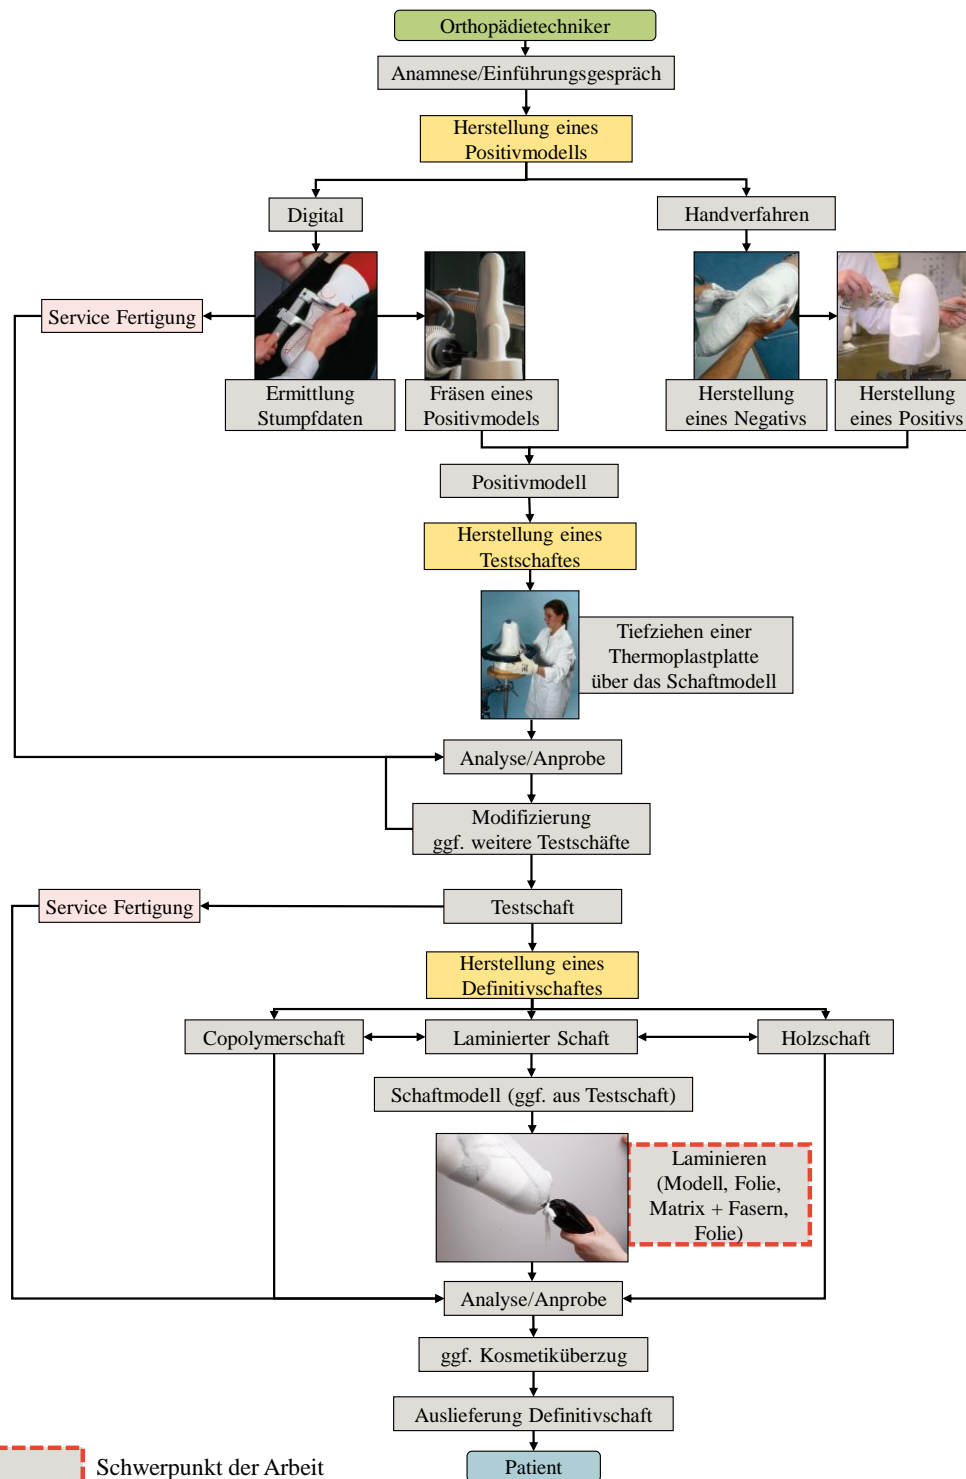 Orthopädietechniker
Anamnese/Einführungsgespräch
Herstellung eines
Positivmodells
Digital
Handverfahren
Service Fertigung
Ermittlung
Stumpfdaten
Fräsen eines
Positivmodels
Herstellung
eines Negativs
Herstellung
eines Positivs
Positivmodell
Herstellung eines
Testschaftes
Tiefziehen einer
Thermoplastplatte
über das Schaftmodell
Analyse/Anprobe
Modifizierung
ggf. weitere Testschäfte
Service Fertigung
Testschaft
Herstellung eines
Definitivschaftes
Copolymerschaft
Laminierter Schaft
Holzschaft
Schaftmodell (ggf. aus Testschaft)
Laminieren
(Modell, Folie,
Matrix + Fasern,
Folie)
Analyse/Anprobe
ggf. Kosmetiküberzug
Auslieferung Definitivschaft
Schwerpunkt der Arbeit
Patient